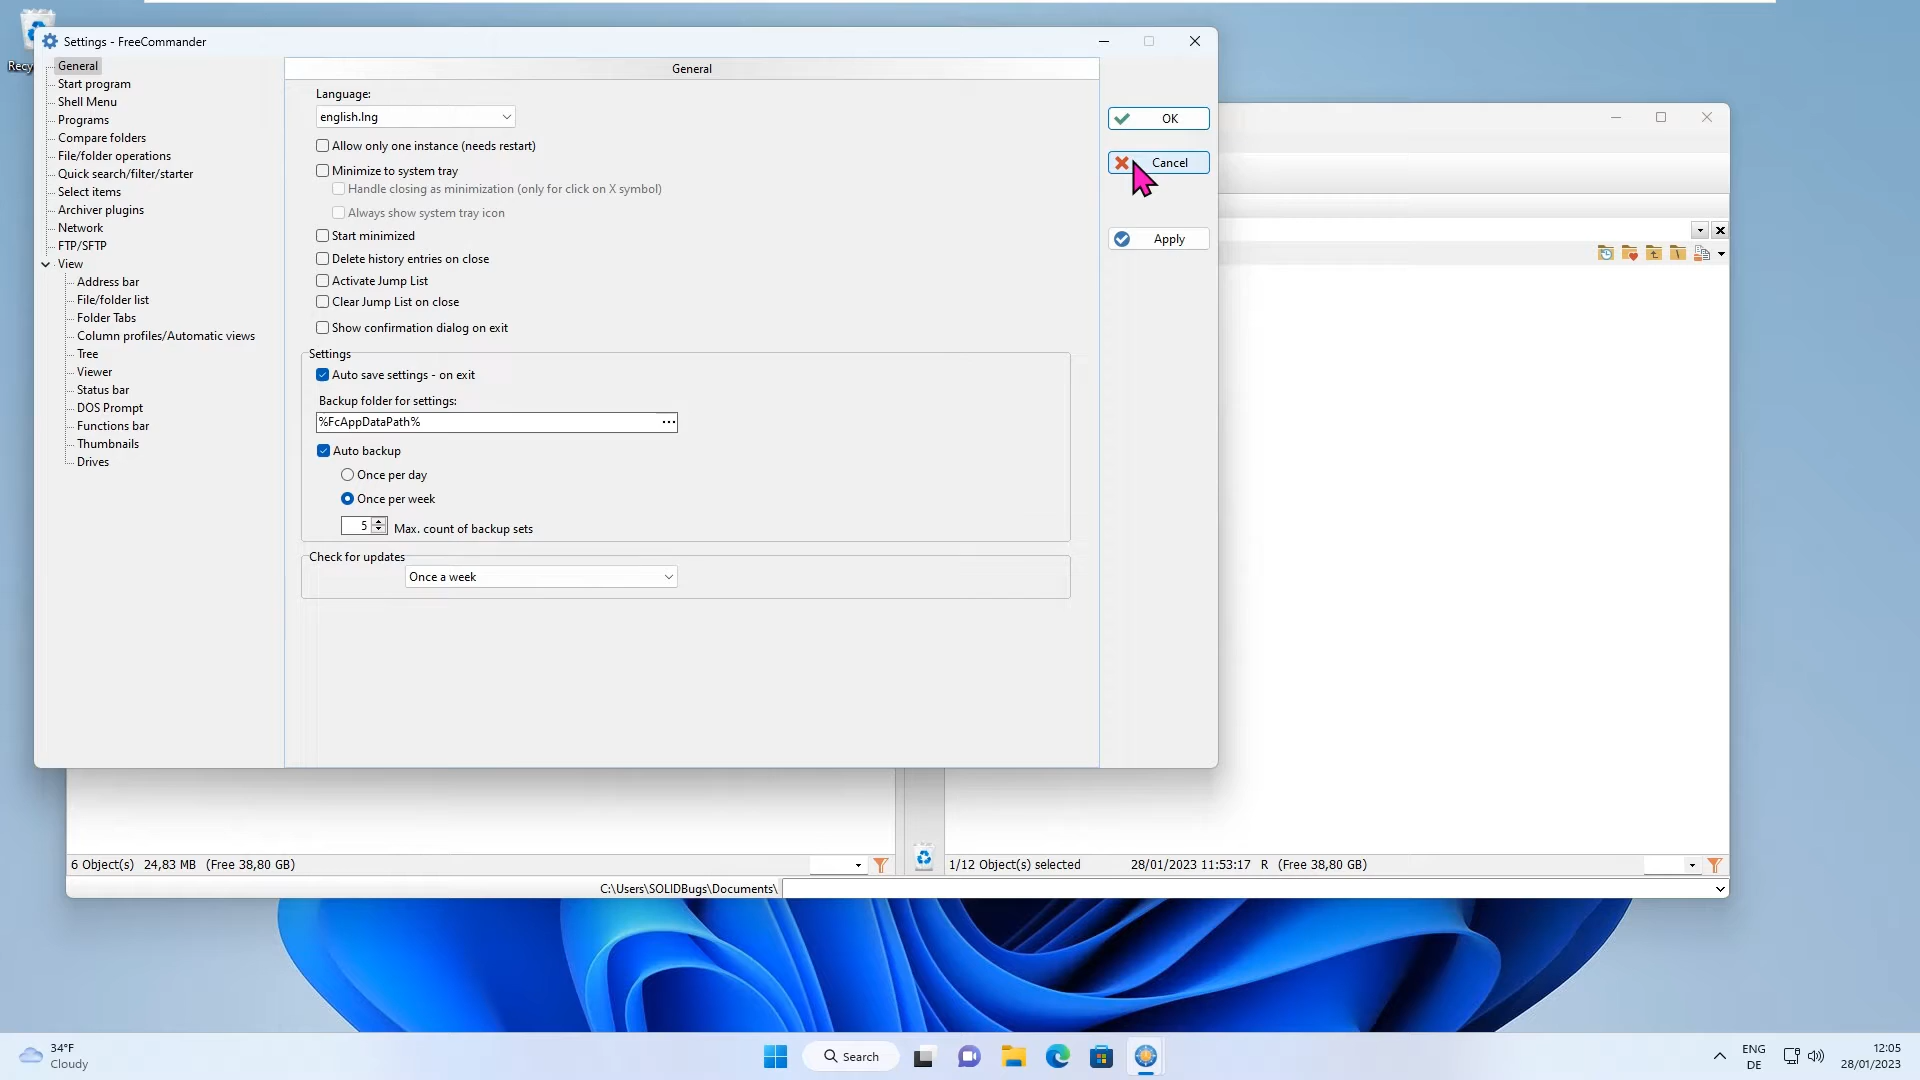 Recy
Settings - FreeCommander
General
Start program
Shell Menu
Programs
Compare folders
File/folder operations
Quick search/filter/starter
Select items
Archiver plugins
Network
FTP/SFTP
View
Address bar
File/folder list
Folder Tabs
Column profiles/Automatic views
Tree
Viewer
Status bar
DOS Prompt
Functions bar
Thumbnails
Drives
General
Language:
english.lng
Allow only one instance (needs restart)
Minimize to system tray
Handle closing as minimization (only for click on X symbol)
Always show system tray icon
Start minimized
Delete history entries on close
Activate Jump List
Clear Jump List on close
Show confirmation dialog on exit
Settings
Auto save settings - on exit
Backup folder for settings:
%FcAppDataPath%
Auto backup
Once per day
Once per week
5 Max. count of backup sets
Check for updates
Once a week
OK
Cancel
Apply
6 Object(s) 24,83 MB (Free 38,80 GB)
1/12 Object(s) selected 28/01/2023 11:53:17 R (Free 38,80 GB)
C:\Users\SOLIDBugs\Documents\
34°F
Cloudy
Search
ENG
DE
12:05
28/01/2023